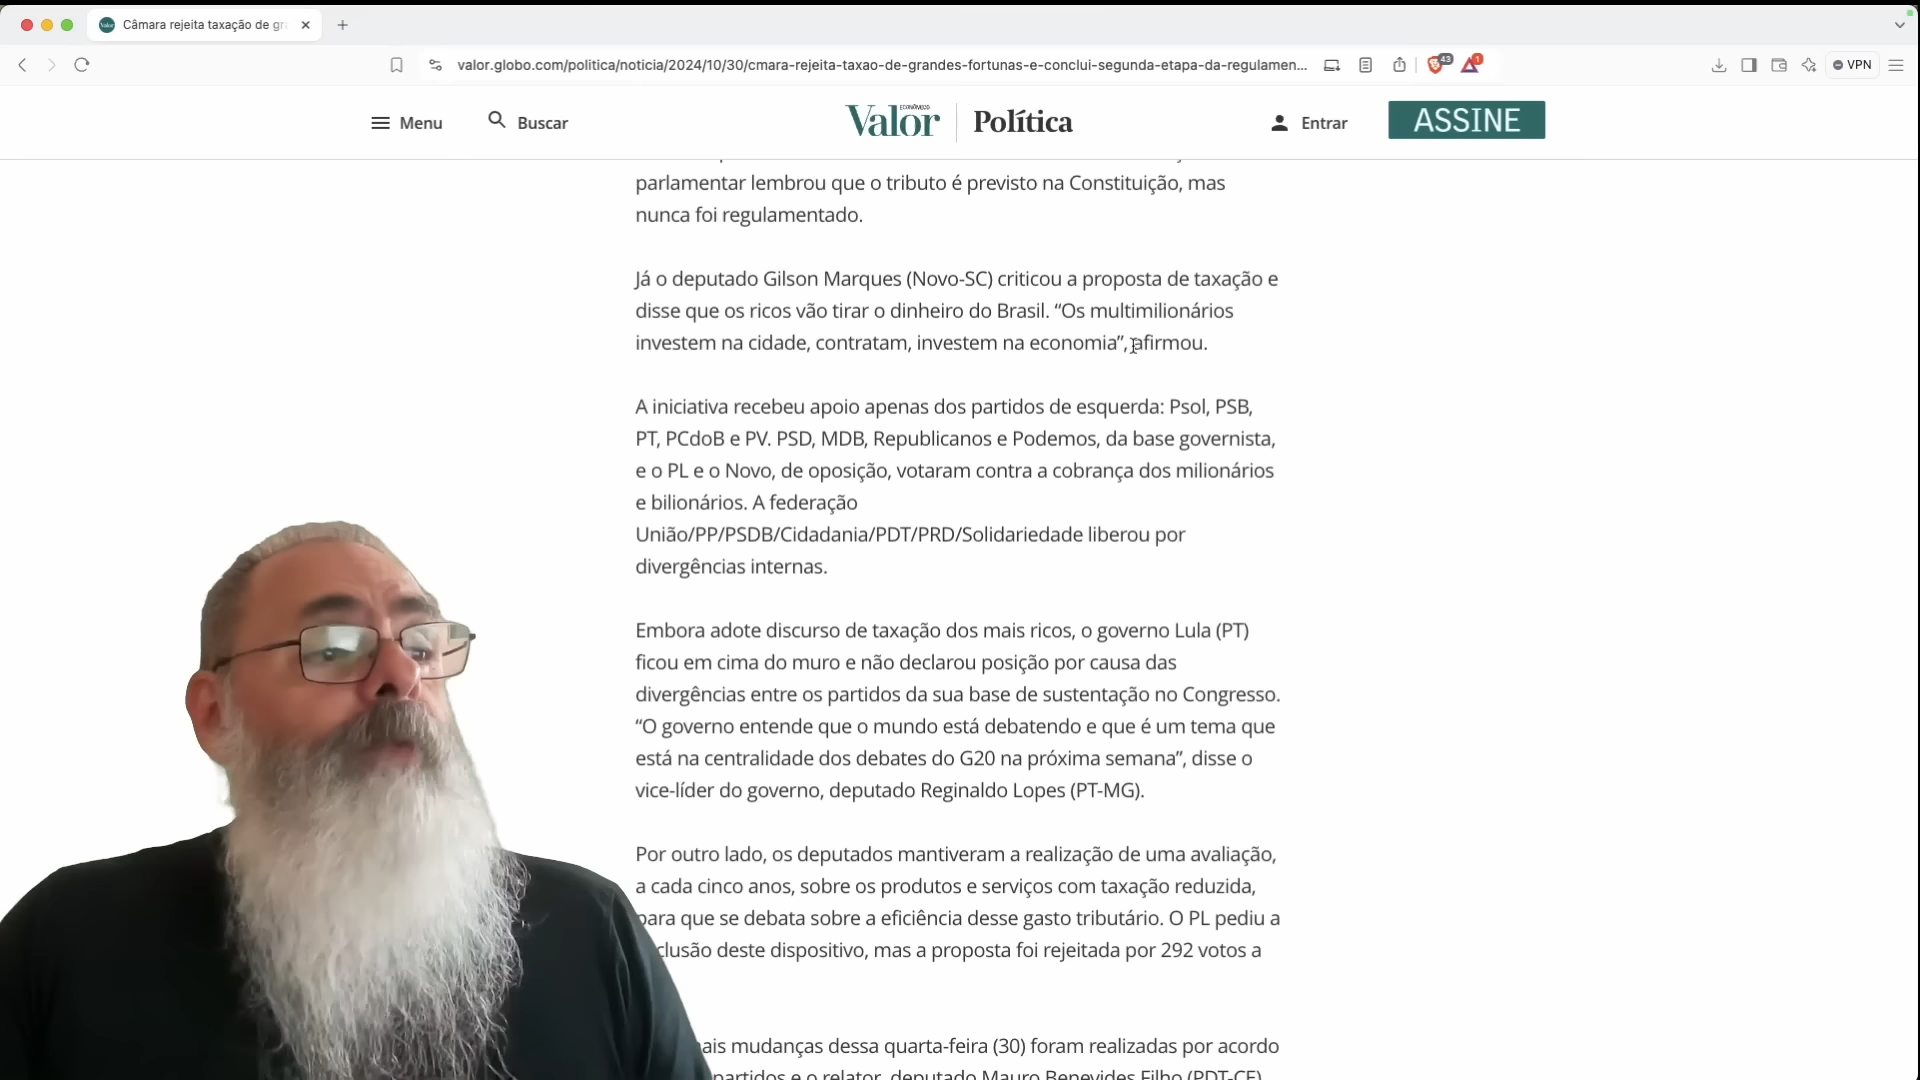 Câmara rejeita taxação de gr
valor.globo.com/politica/noticia/2024/10/30/cmara-rejeita-taxao-de-grandes-fortunas-e-conclui-segunda-etapa-da-regulamen...
43
1
VPN
Menu
Buscar
Valor ECONÔMICO
Política
Entrar
ASSINE
parlamentar lembrou que o tributo é previsto na Constituição, mas
nunca foi regulamentado.
Já o deputado Gilson Marques (Novo-SC) criticou a proposta de taxação e
disse que os ricos vão tirar o dinheiro do Brasil. “Os multimilionários
investem na cidade, contratam, investem na economia”, afirmou.
A iniciativa recebeu apoio apenas dos partidos de esquerda: Psol, PSB,
PT, PCdoB e PV. PSD, MDB, Republicanos e Podemos, da base governista,
e o PL e o Novo, de oposição, votaram contra a cobrança dos milionários
e bilionários. A federação
União/PP/PSDB/Cidadania/PDT/PRD/Solidariedade liberou por
divergências internas.
Embora adote discurso de taxação dos mais ricos, o governo Lula (PT)
ficou em cima do muro e não declarou posição por causa das
divergências entre os partidos da sua base de sustentação no Congresso.
“O governo entende que o mundo está debatendo e que é um tema que
está na centralidade dos debates do G20 na próxima semana”, disse o
vice-líder do governo, deputado Reginaldo Lopes (PT-MG).
Por outro lado, os deputados mantiveram a realização de uma avaliação,
a cada cinco anos, sobre os produtos e serviços com taxação reduzida,
para que se debata sobre a eficiência desse gasto tributário. O PL pediu a
clusão deste dispositivo, mas a proposta foi rejeitada por 292 votos a
ais mudanças dessa quarta-feira (30) foram realizadas por acordo
partidos e o relator, deputado Mauro Benevides Filho (PDT-CE)